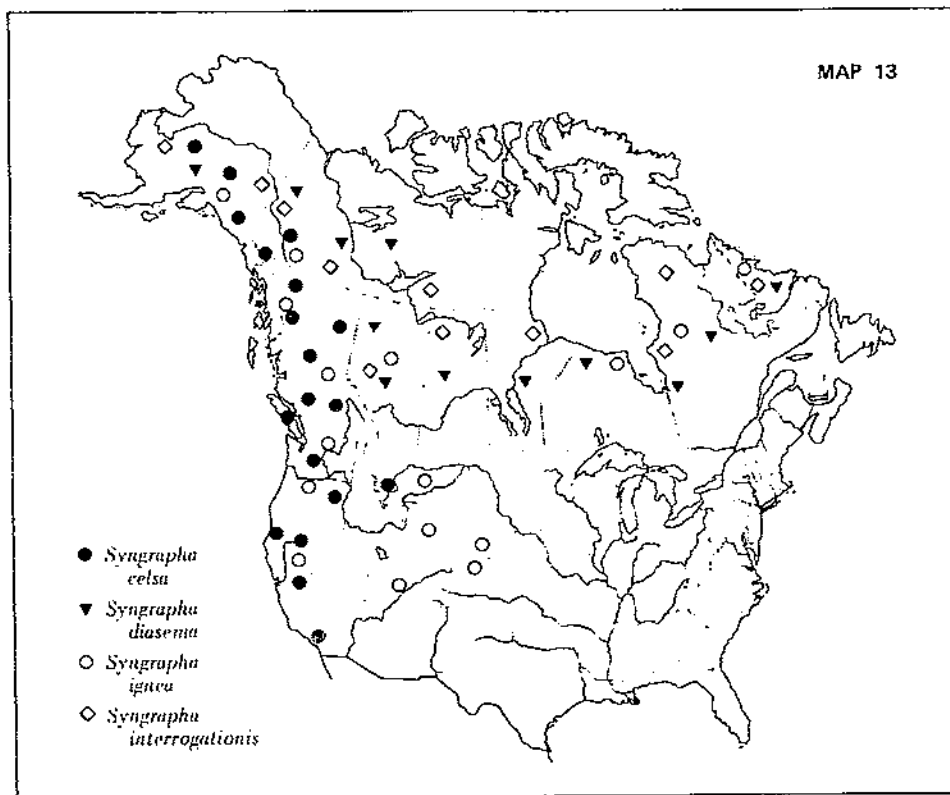 MAP 13
Syngrapha
celsa
Syngrapha
diasema
Syngrapha
ignea
Syngrapha
interrogationis